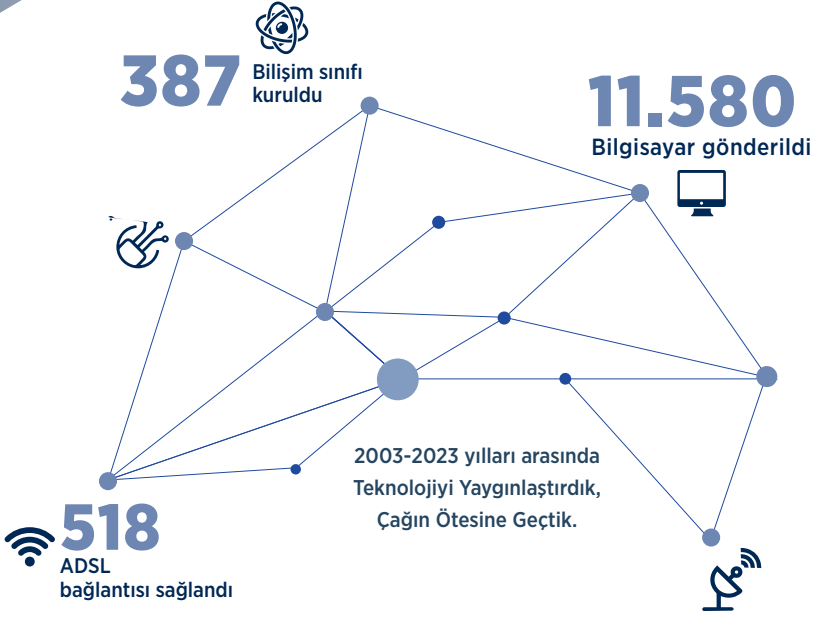 387
Bilişim sınıfı
kuruldu
11.580
Bilgisayar gönderildi
2003-2023 yılları arasında
Teknolojiyi Yaygınlaştırdık,
Çağın Ötesine Geçtik.
518
ADSL
bağlantısı sağlandı